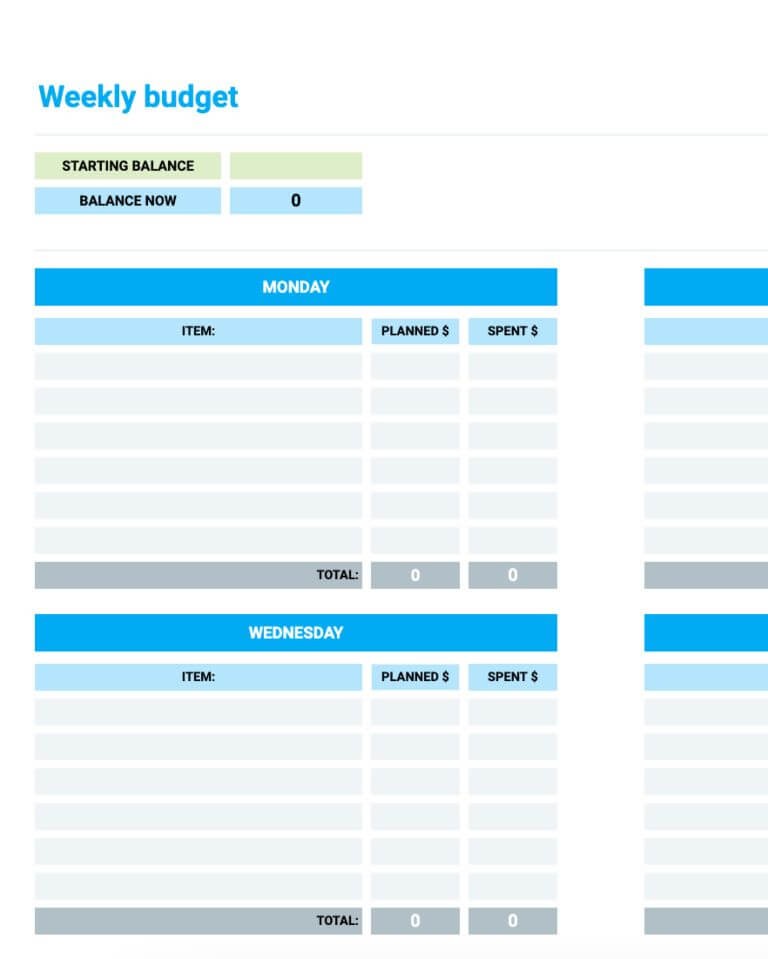 Weekly budget
STARTING BALANCE
BALANCE NOW 0
MONDAY
ITEM: PLANNED $ SPENT $
TOTAL: 0 0
WEDNESDAY
ITEM: PLANNED $ SPENT $
TOTAL: 0 0